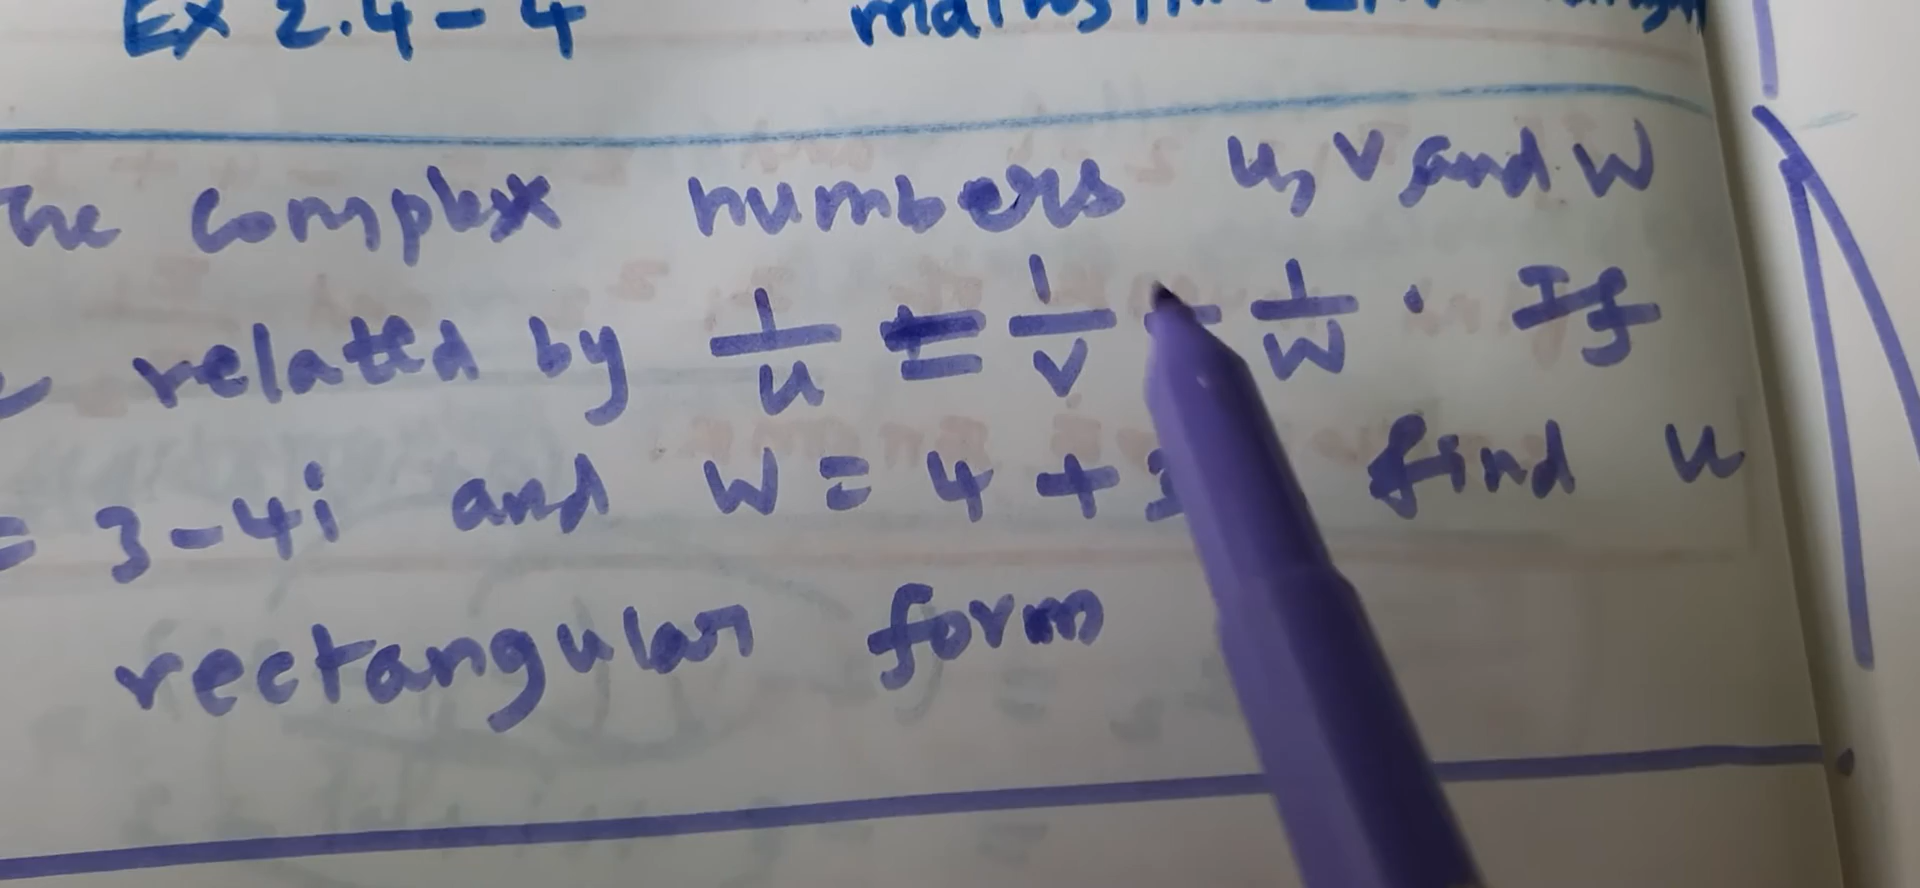 Ex 2.4-4
The complex numbers u, v and w
related by 1/u = 1/v + 1/w . If
= 3-4i and w = 4 + 3 find u
rectangular form